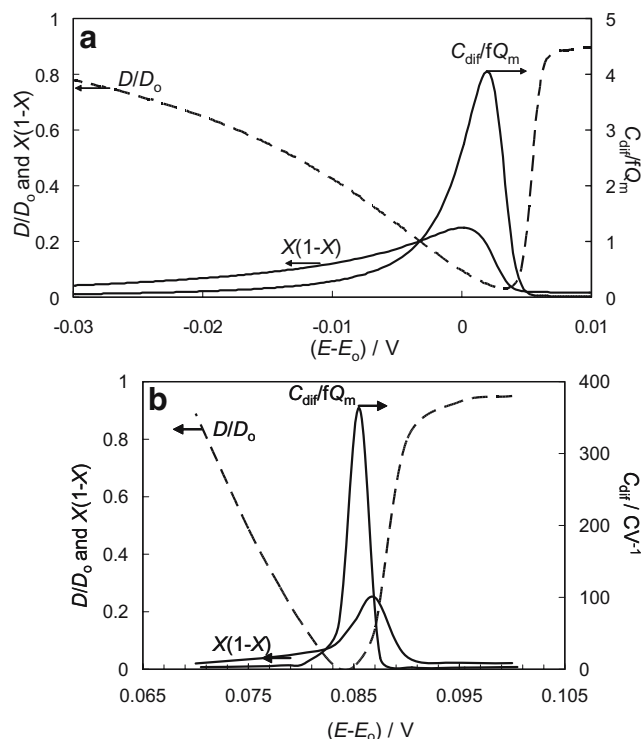 a
D/Dₒ
C_dif/fQ_m
X(1-X)
1
0.8
0.6
0.4
0.2
0
D/Dₒ and X(1-X)
5
4
3
2
1
0
C_dif/fQ_m
-0.03
-0.02
-0.01
0
0.01
(E-Eₒ) / V
b
C_dif/fQ_m
D/Dₒ
X(1-X)
1
0.8
0.6
0.4
0.2
0
D/Dₒ and X(1-X)
400
300
200
100
0
C_dif / CV⁻¹
0.065
0.075
0.085
0.095
0.105
(E-Eₒ) / V